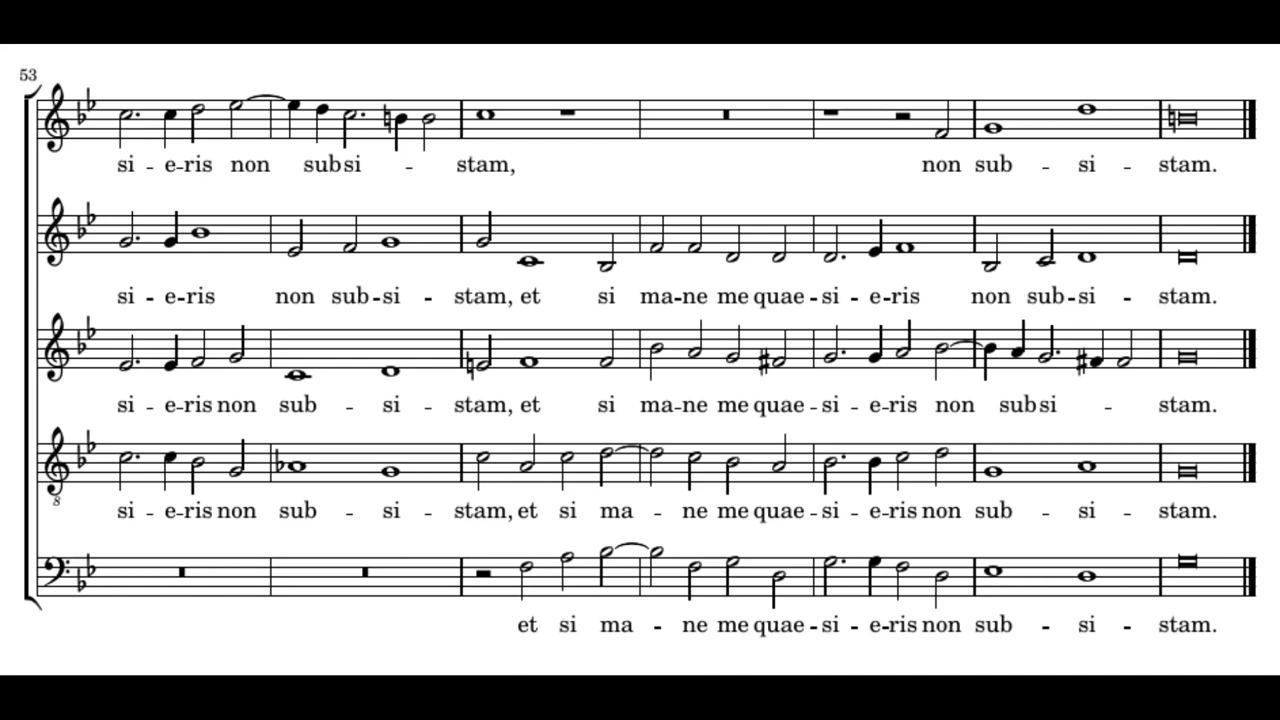 53
si - e - ris non subsi - stam, non sub - si - stam.
si - e - ris non sub - si - stam, et si ma - ne me quae - si - e - ris non sub - si - stam.
si - e - ris non sub - si - stam, et si ma - ne me quae - si - e - ris non subsi - stam.
8
si - e - ris non sub - si - stam, et si ma - ne me quae - si - e - ris non sub - si - stam.
et si ma - ne me quae - si - e - ris non sub - si - stam.